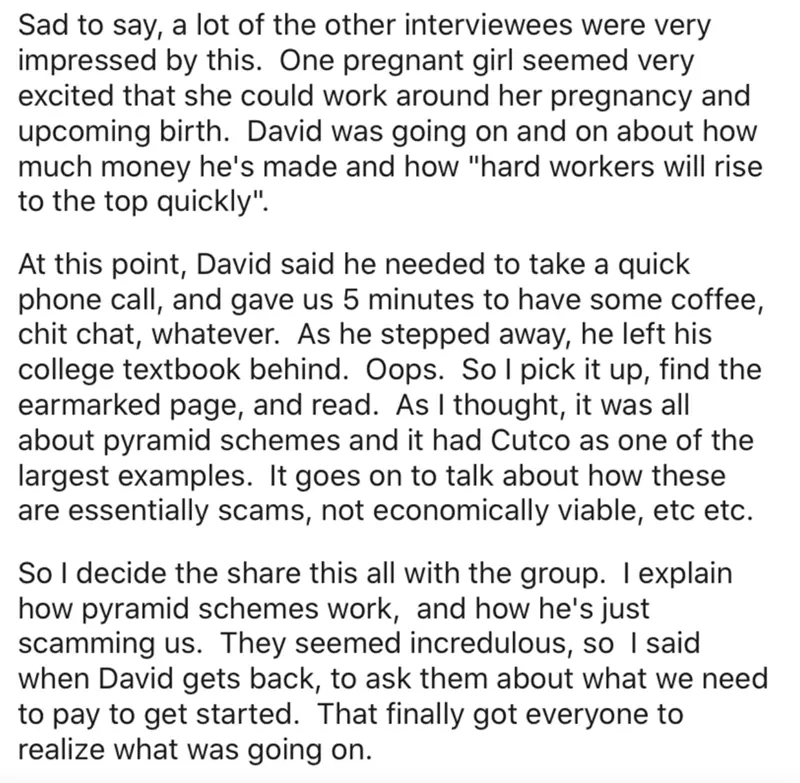 Sad to say, a lot of the other interviewees were very
impressed by this.  One pregnant girl seemed very
excited that she could work around her pregnancy and
upcoming birth.  David was going on and on about how
much money he's made and how "hard workers will rise
to the top quickly".
At this point, David said he needed to take a quick
phone call, and gave us 5 minutes to have some coffee,
chit chat, whatever.  As he stepped away, he left his
college textbook behind.  Oops.  So I pick it up, find the
earmarked page, and read.  As I thought, it was all
about pyramid schemes and it had Cutco as one of the
largest examples.  It goes on to talk about how these
are essentially scams, not economically viable, etc etc.
So I decide the share this all with the group.  I explain
how pyramid schemes work,  and how he's just
scamming us.  They seemed incredulous, so  I said
when David gets back, to ask them about what we need
to pay to get started.  That finally got everyone to
realize what was going on.